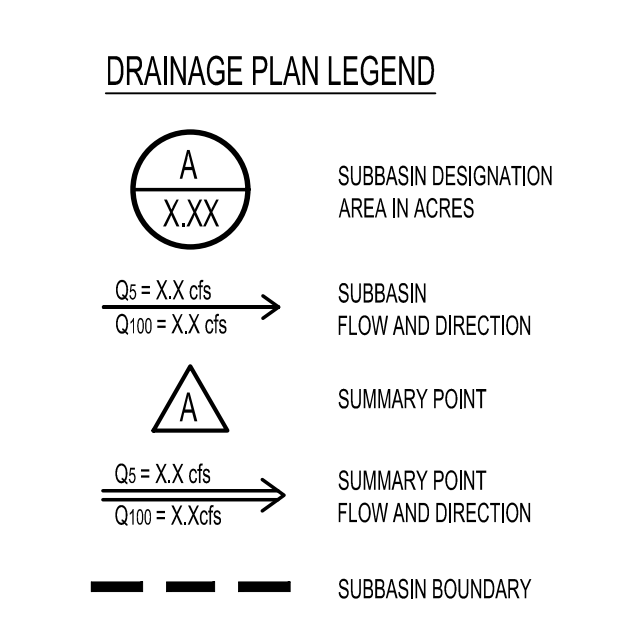 DRAINAGE PLAN LEGEND
A
X.XX
SUBBASIN DESIGNATION
AREA IN ACRES
Q5 = X.X cfs
Q100 = X.X cfs
SUBBASIN
FLOW AND DIRECTION
A
SUMMARY POINT
Q5 = X.X cfs
Q100 = X.Xcfs
SUMMARY POINT
FLOW AND DIRECTION
SUBBASIN BOUNDARY